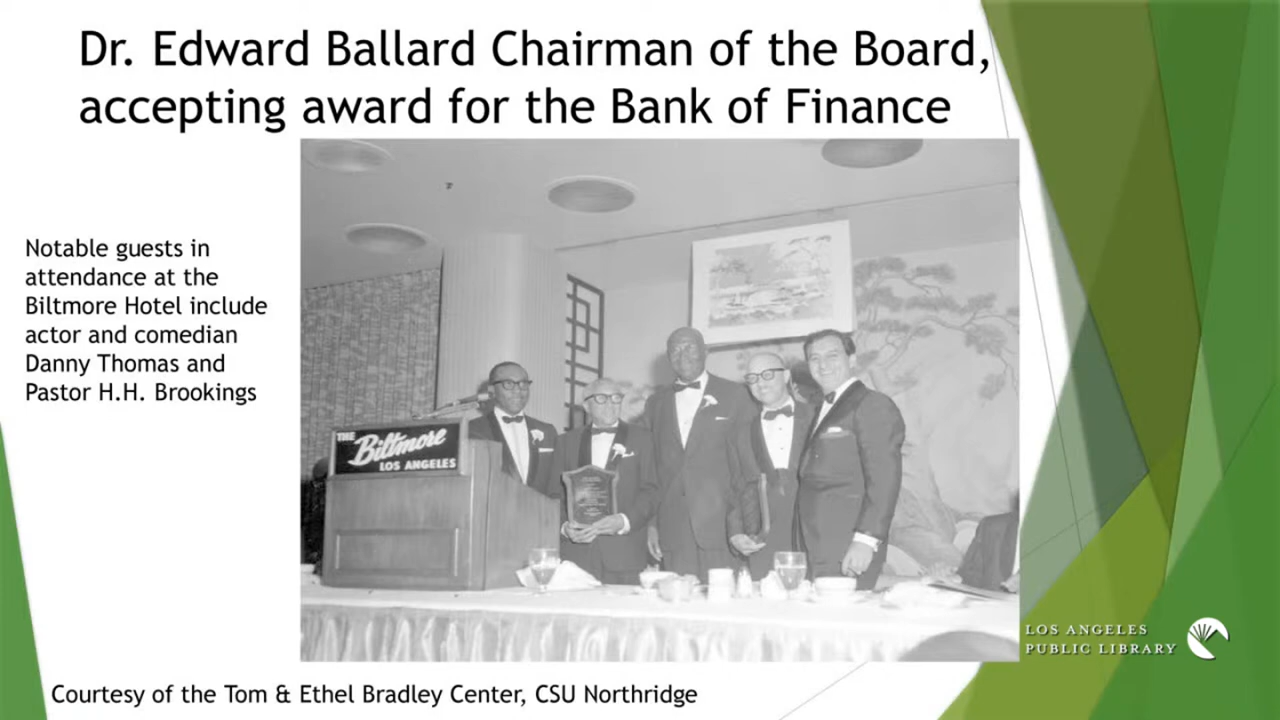 Dr. Edward Ballard Chairman of the Board,
accepting award for the Bank of Finance
Notable guests in
attendance at the
Biltmore Hotel include
actor and comedian
Danny Thomas and
Pastor H.H. Brookings
THE
Biltmore
LOS ANGELES
LOS ANGELES
PUBLIC LIBRARY
Courtesy of the Tom & Ethel Bradley Center, CSU Northridge